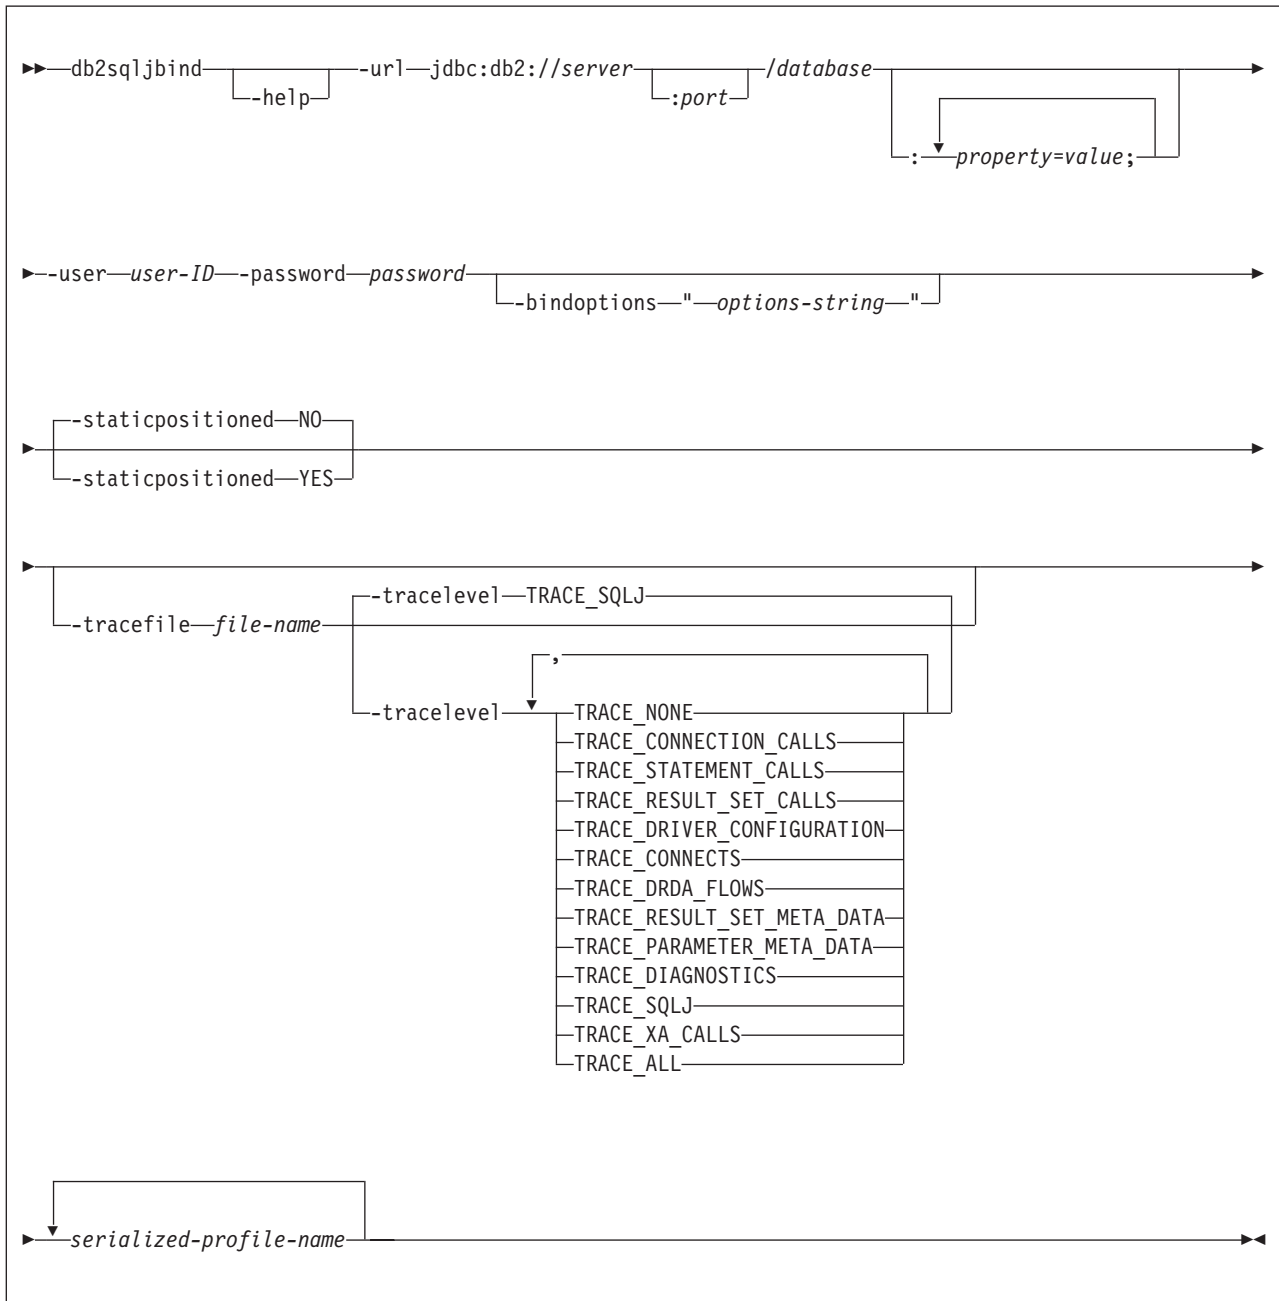 db2sqljbind -url jdbc:db2://server /database
-help :port
: property=value;
-user user-ID -password password
-bindoptions " options-string "
-staticpositioned NO
-staticpositioned YES
-tracelevel TRACE_SQLJ
-tracefile file-name
,
-tracelevel TRACE_NONE
TRACE_CONNECTION_CALLS
TRACE_STATEMENT_CALLS
TRACE_RESULT_SET_CALLS
TRACE_DRIVER_CONFIGURATION
TRACE_CONNECTS
TRACE_DRDA_FLOWS
TRACE_RESULT_SET_META_DATA
TRACE_PARAMETER_META_DATA
TRACE_DIAGNOSTICS
TRACE_SQLJ
TRACE_XA_CALLS
TRACE_ALL
serialized-profile-name